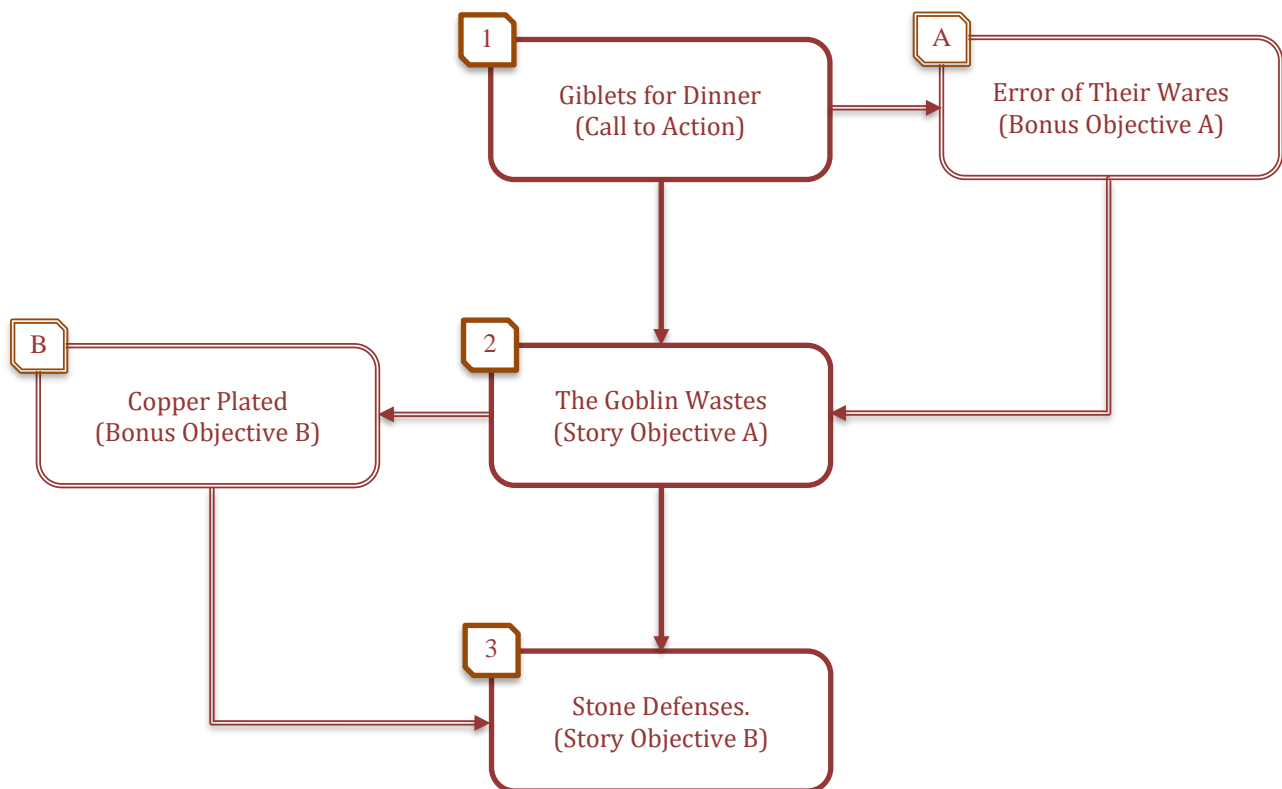 1
Giblets for Dinner
(Call to Action)
A
Error of Their Wares
(Bonus Objective A)
B
Copper Plated
(Bonus Objective B)
2
The Goblin Wastes
(Story Objective A)
3
Stone Defenses.
(Story Objective B)